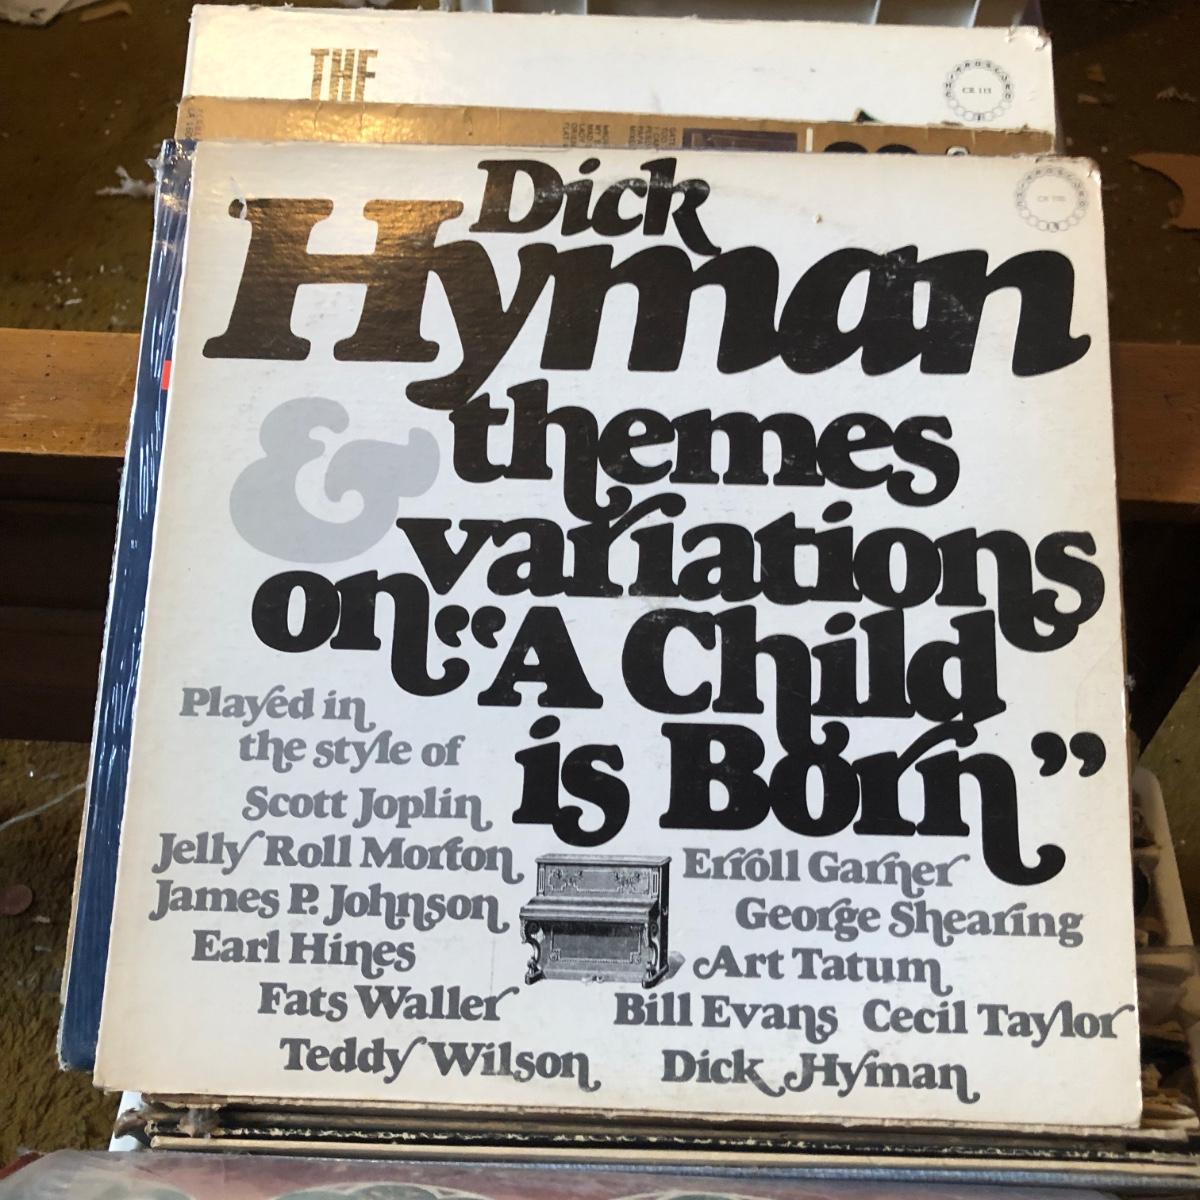 THE
CR 113
Dick
Hyman
themes
&
variations
on "A Child
is Born"
Played in
the style of
Scott Joplin
Jelly Roll Morton
James P. Johnson
Earl Hines
Fats Waller
Teddy Wilson
Erroll Garner
George Shearing
Art Tatum
Bill Evans Cecil Taylor
Dick Hyman